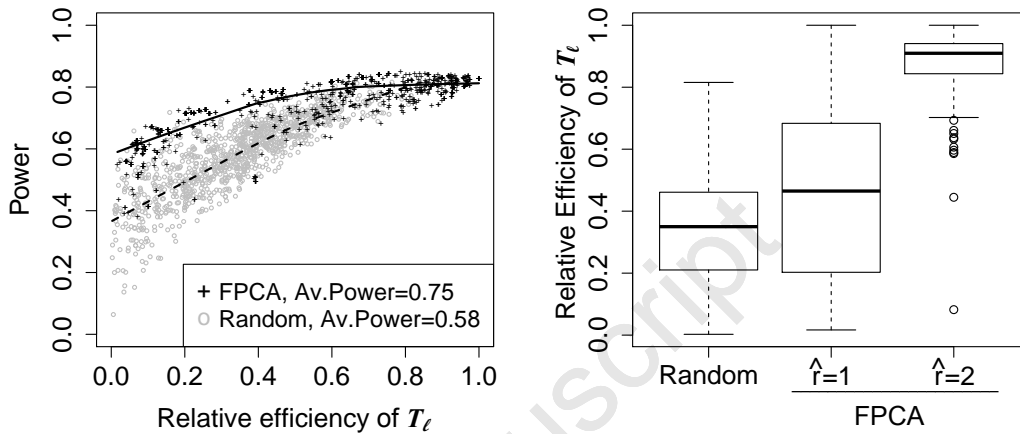 Power
0.0 0.2 0.4 0.6 0.8 1.0
+ FPCA, Av.Power=0.75
o Random, Av.Power=0.58
0.0 0.2 0.4 0.6 0.8 1.0
Relative efficiency of Tℓ
Relative Efficiency of Tℓ
0.0 0.2 0.4 0.6 0.8 1.0
Random r̂=1 r̂=2
FPCA
uscript